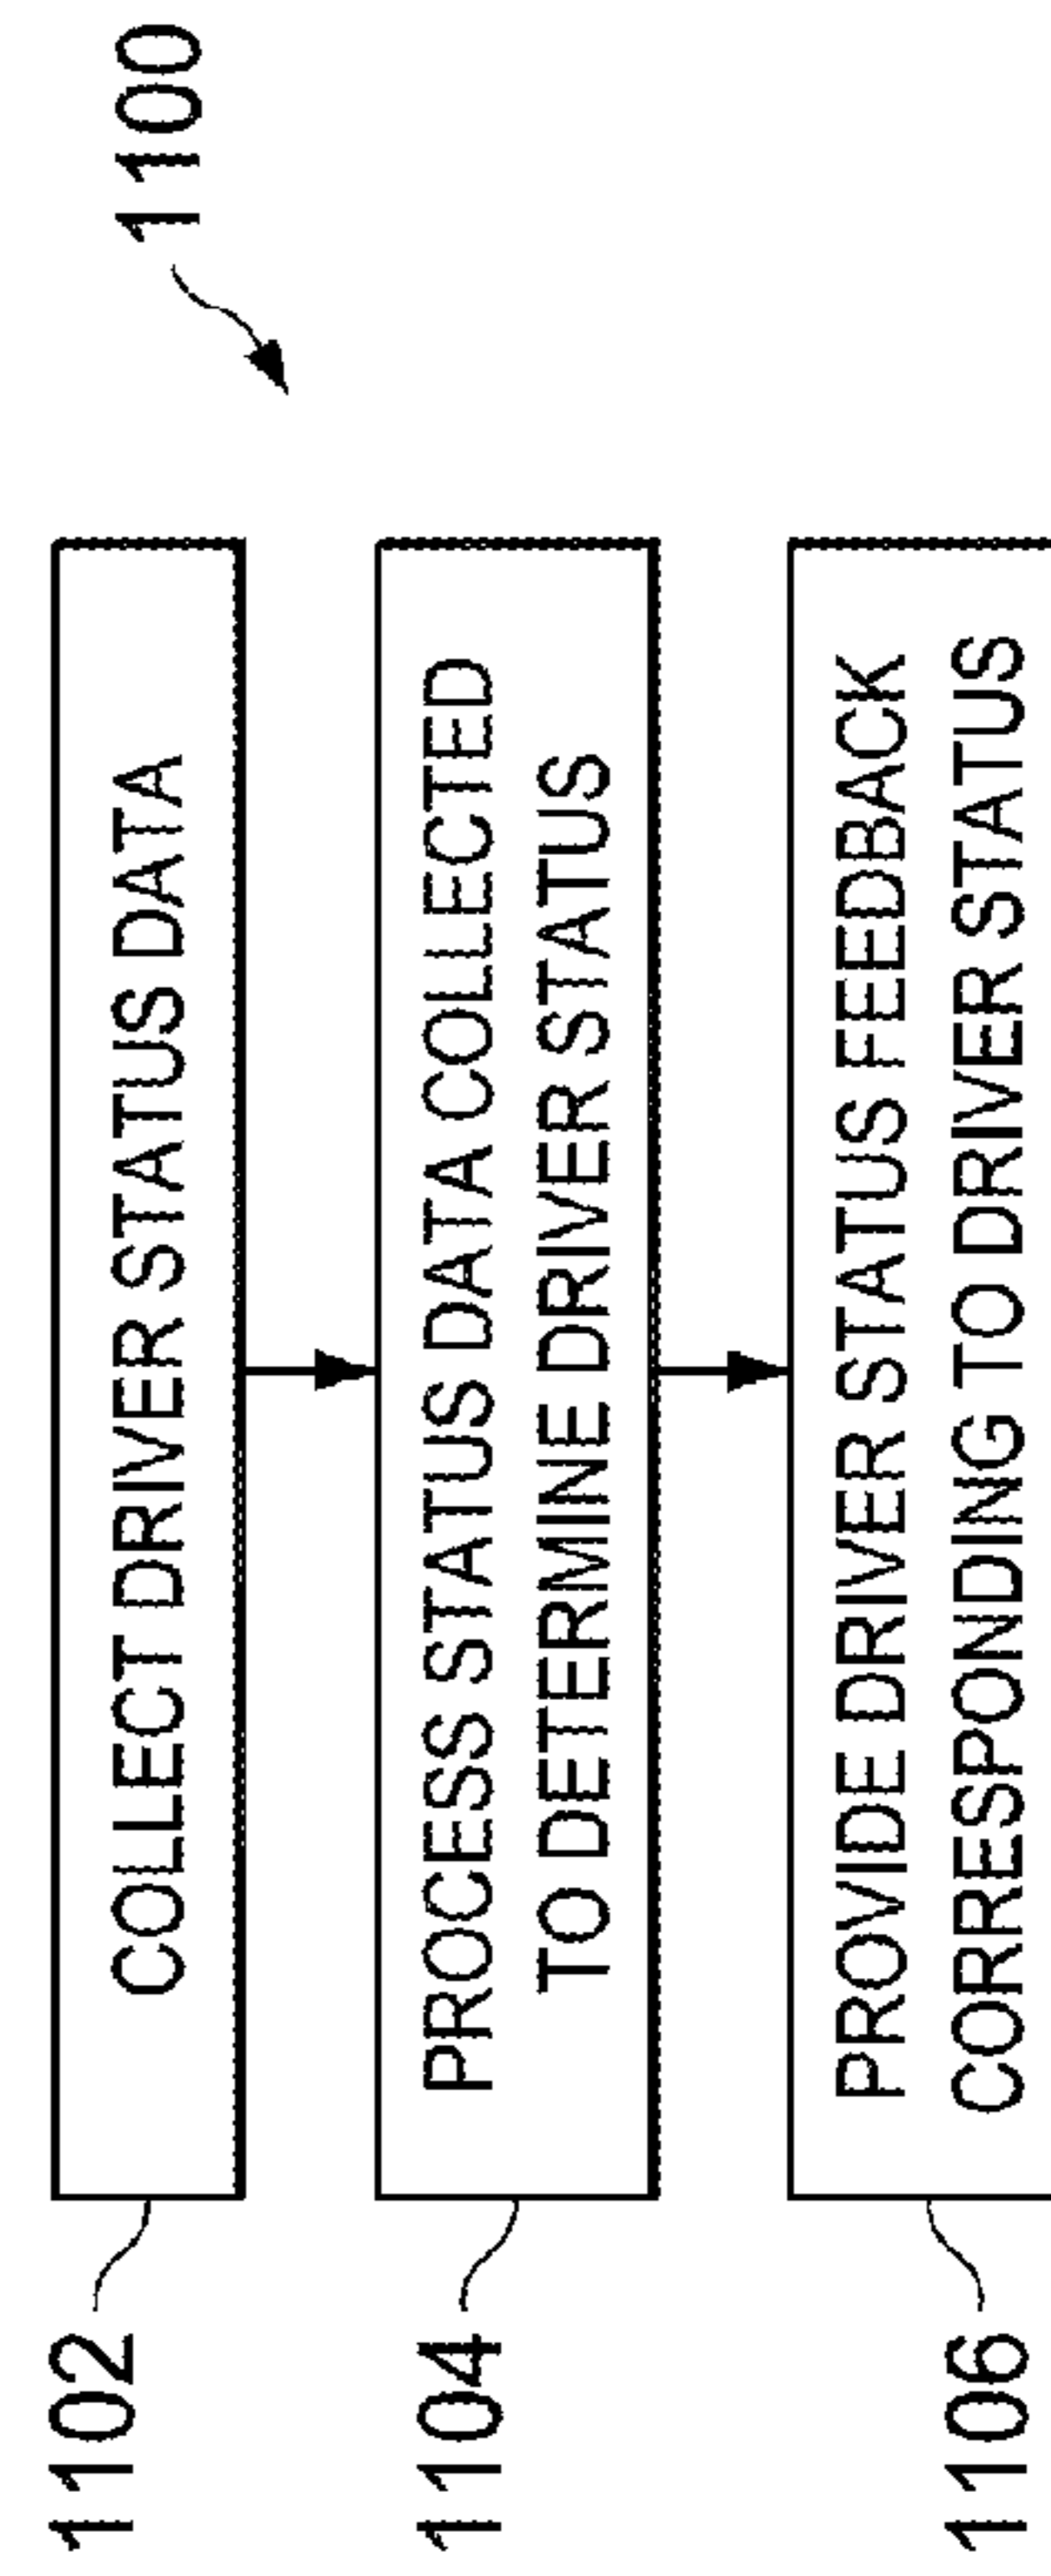 1100
1102
COLLECT DRIVER STATUS DATA
1104
PROCESS STATUS DATA COLLECTED
TO DETERMINE DRIVER STATUS
1106
PROVIDE DRIVER STATUS FEEDBACK
CORRESPONDING TO DRIVER STATUS